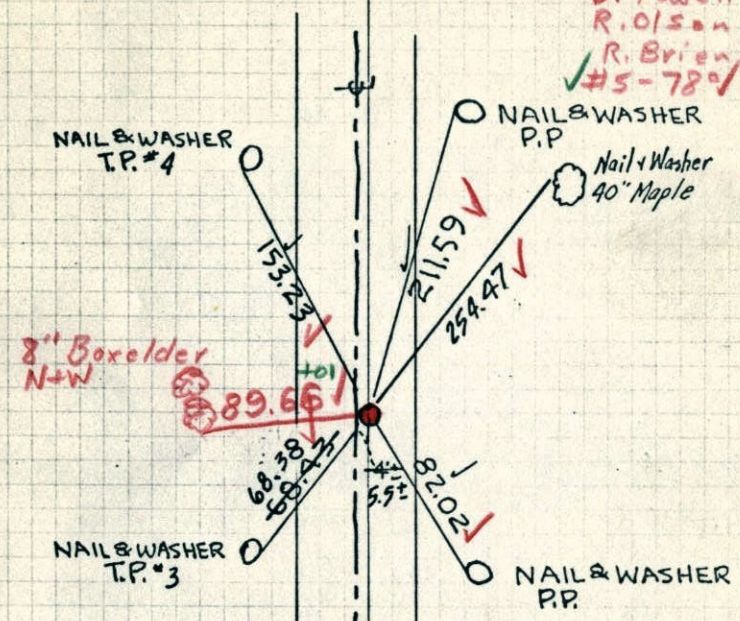 R. Olson
R. Brien
✓#5-78°✓
NAIL & WASHER
T.P. #4
NAIL & WASHER
P.P
Nail & Washer
40" Maple
153.23
211.59
254.47
8" Boxelder
N+W
+01
89.66
68.38
68.43
4±
5.5±
82.02
NAIL & WASHER
T.P. #3
NAIL & WASHER
P.P.